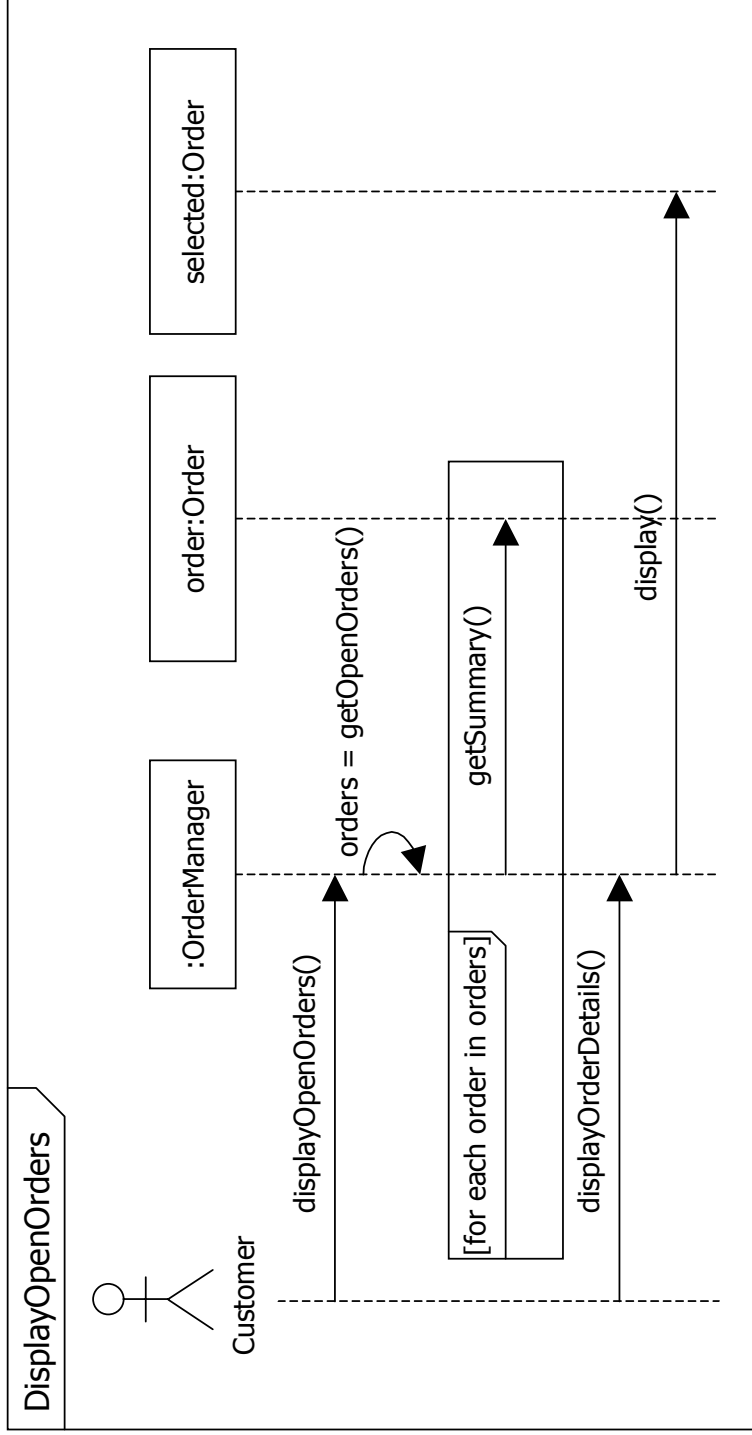 DisplayOpenOrders
Customer
:OrderManager
order:Order
selected:Order
displayOpenOrders()
orders = getOpenOrders()
[for each order in orders]
getSummary()
displayOrderDetails()
display()